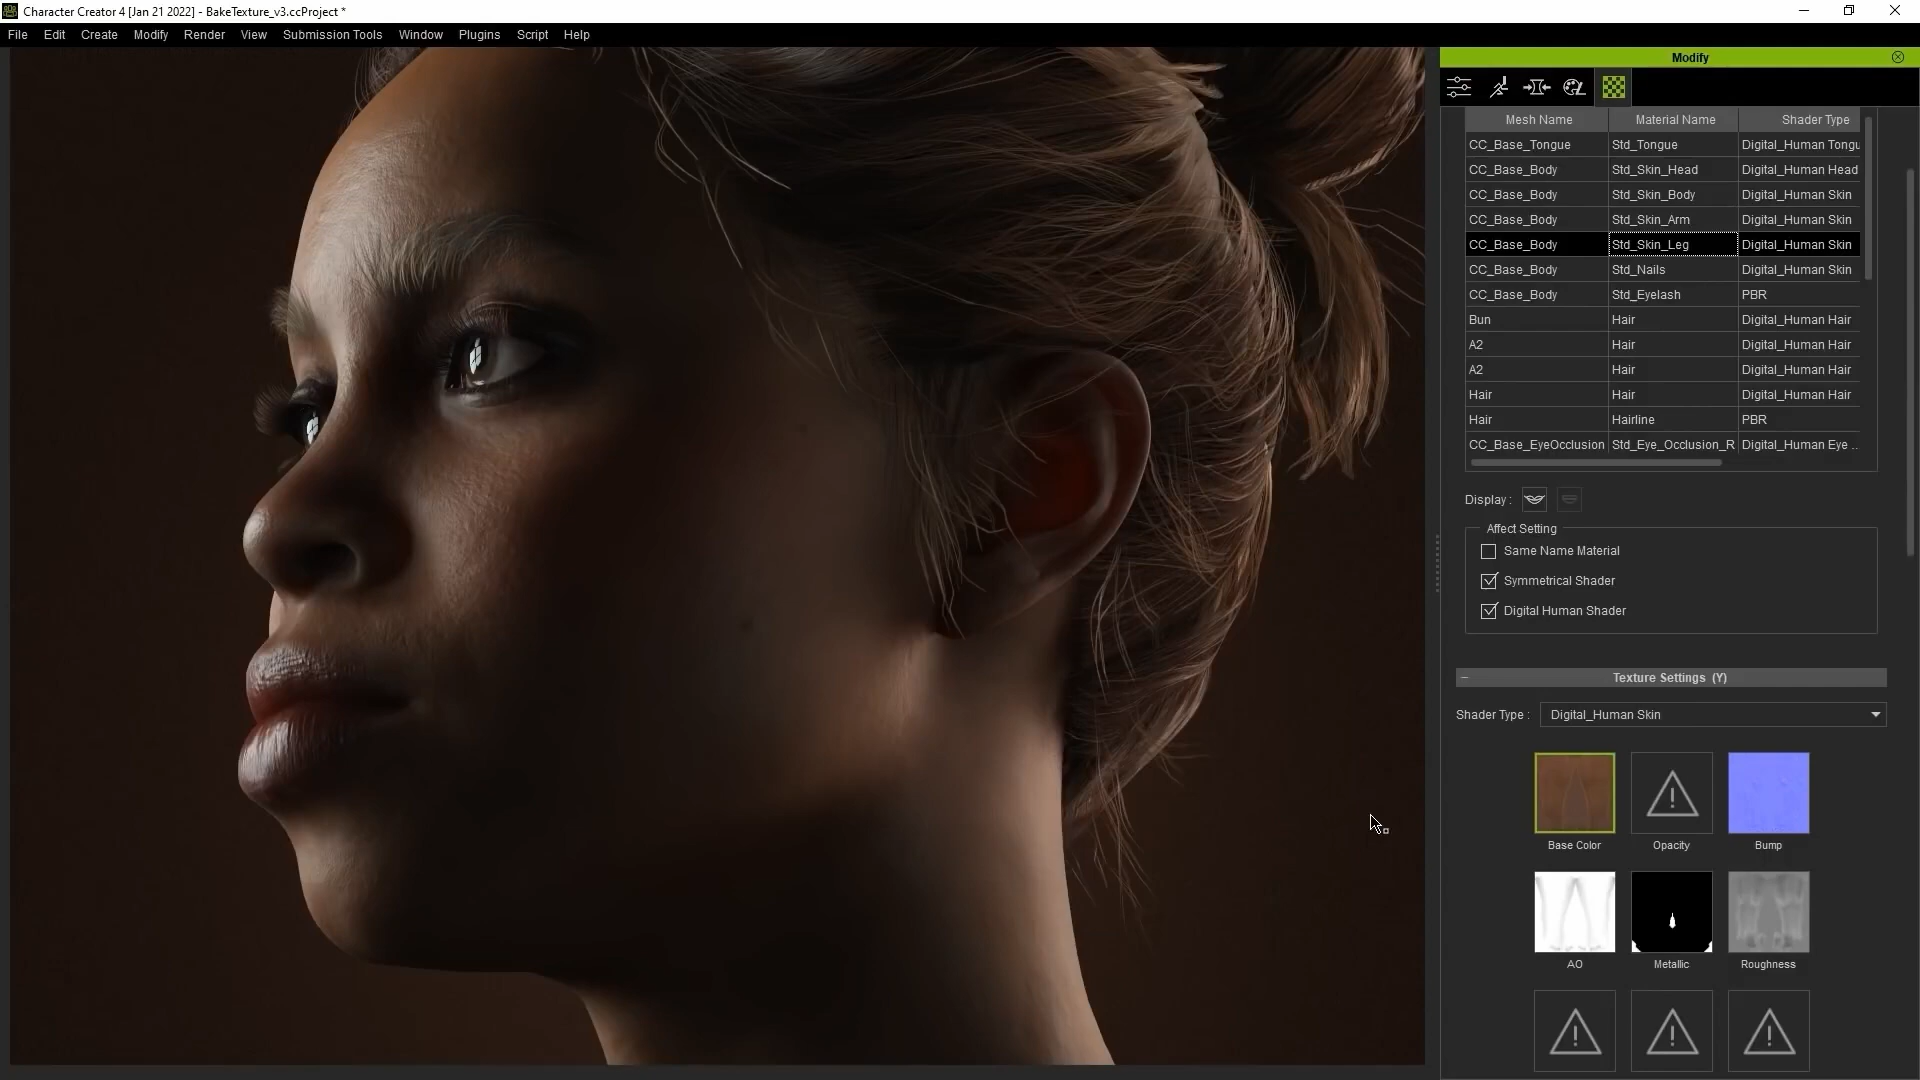 Character Creator 4 [Jan 21 2022] - BakeTexture_v3.ccProject *
File Edit Create Modify Render View Submission Tools Window Plugins Script Help
Modify
Mesh Name Material Name Shader Type
CC_Base_Tongue Std_Tongue Digital_Human Tongu
CC_Base_Body Std_Skin_Head Digital_Human Head
CC_Base_Body Std_Skin_Body Digital_Human Skin
CC_Base_Body Std_Skin_Arm Digital_Human Skin
CC_Base_Body Std_Skin_Leg Digital_Human Skin
CC_Base_Body Std_Nails Digital_Human Skin
CC_Base_Body Std_Eyelash PBR
Bun Hair Digital_Human Hair
A2 Hair Digital_Human Hair
A2 Hair Digital_Human Hair
Hair Hair Digital_Human Hair
Hair Hairline PBR
CC_Base_EyeOcclusion Std_Eye_Occlusion_R Digital_Human Eye ..
Display :
Affect Setting
Same Name Material
Symmetrical Shader
Digital Human Shader
Texture Settings (Y)
Shader Type : Digital_Human Skin
Base Color Opacity Bump
AO Metallic Roughness